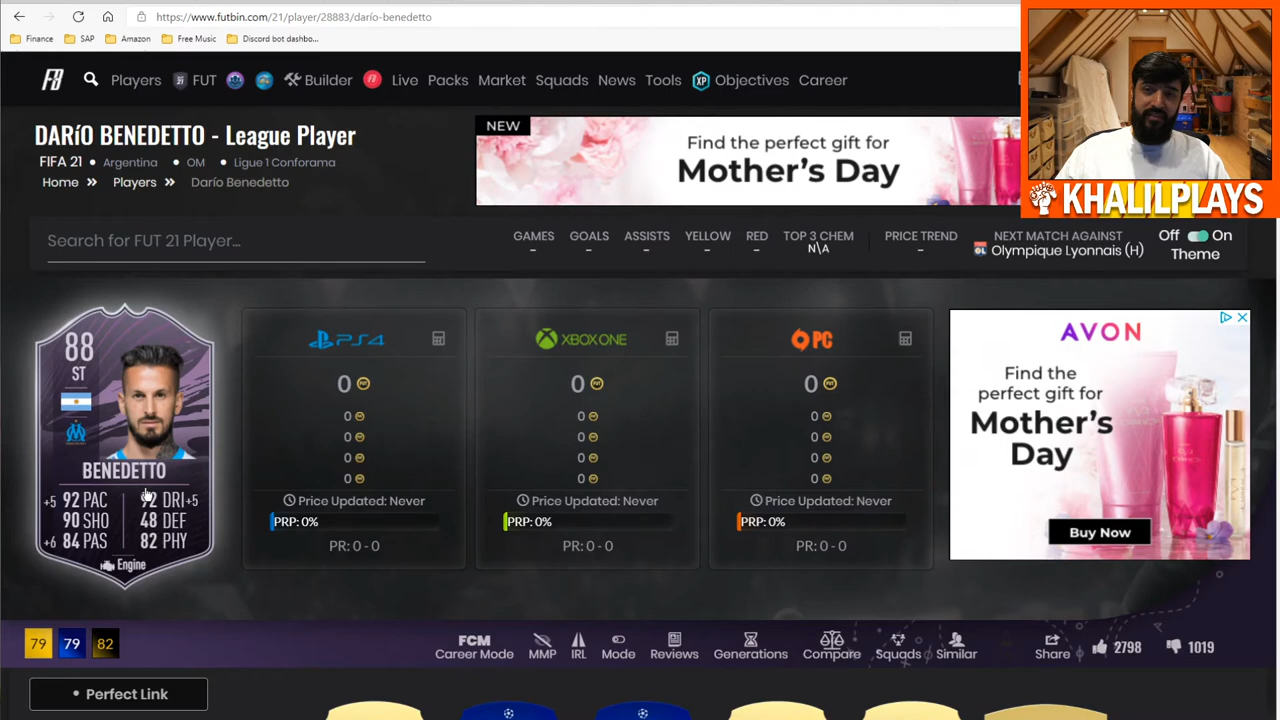 https://www.futbin.com/21/player/28883/darío-benedetto
Finance SAP Amazon Free Music Discord bot dashbo...
Players FUT Builder Live Packs Market Squads News Tools XP Objectives Career
DARÍO BENEDETTO - League Player
FIFA 21 • Argentina • OM • Ligue 1 Conforama
Home » Players » Darío Benedetto
NEW
Find the perfect gift for
Mother's Day
KHALILPLAYS
Search for FUT 21 Player...
GAMES GOALS ASSISTS YELLOW RED TOP 3 CHEM PRICE TREND NEXT MATCH AGAINST Off On
- - - - - N\A - Olympique Lyonnais (H) Theme
88
ST
BENEDETTO
+5 92 PAC 92 DRI +5
90 SHO 48 DEF
+6 84 PAS 82 PHY
Engine
PS4
0
0
0
0
0
Price Updated: Never
PRP: 0%
PR: 0 - 0
XBOX ONE
0
0
0
0
0
Price Updated: Never
PRP: 0%
PR: 0 - 0
PC
0
0
0
0
0
Price Updated: Never
PRP: 0%
PR: 0 - 0
AVON
Find the
perfect gift for
Mother's
Day
Buy Now
79 79 82
FCM
Career Mode MMP IRL Mode Reviews Generations Compare Squads Similar Share 2798 1019
• Perfect Link